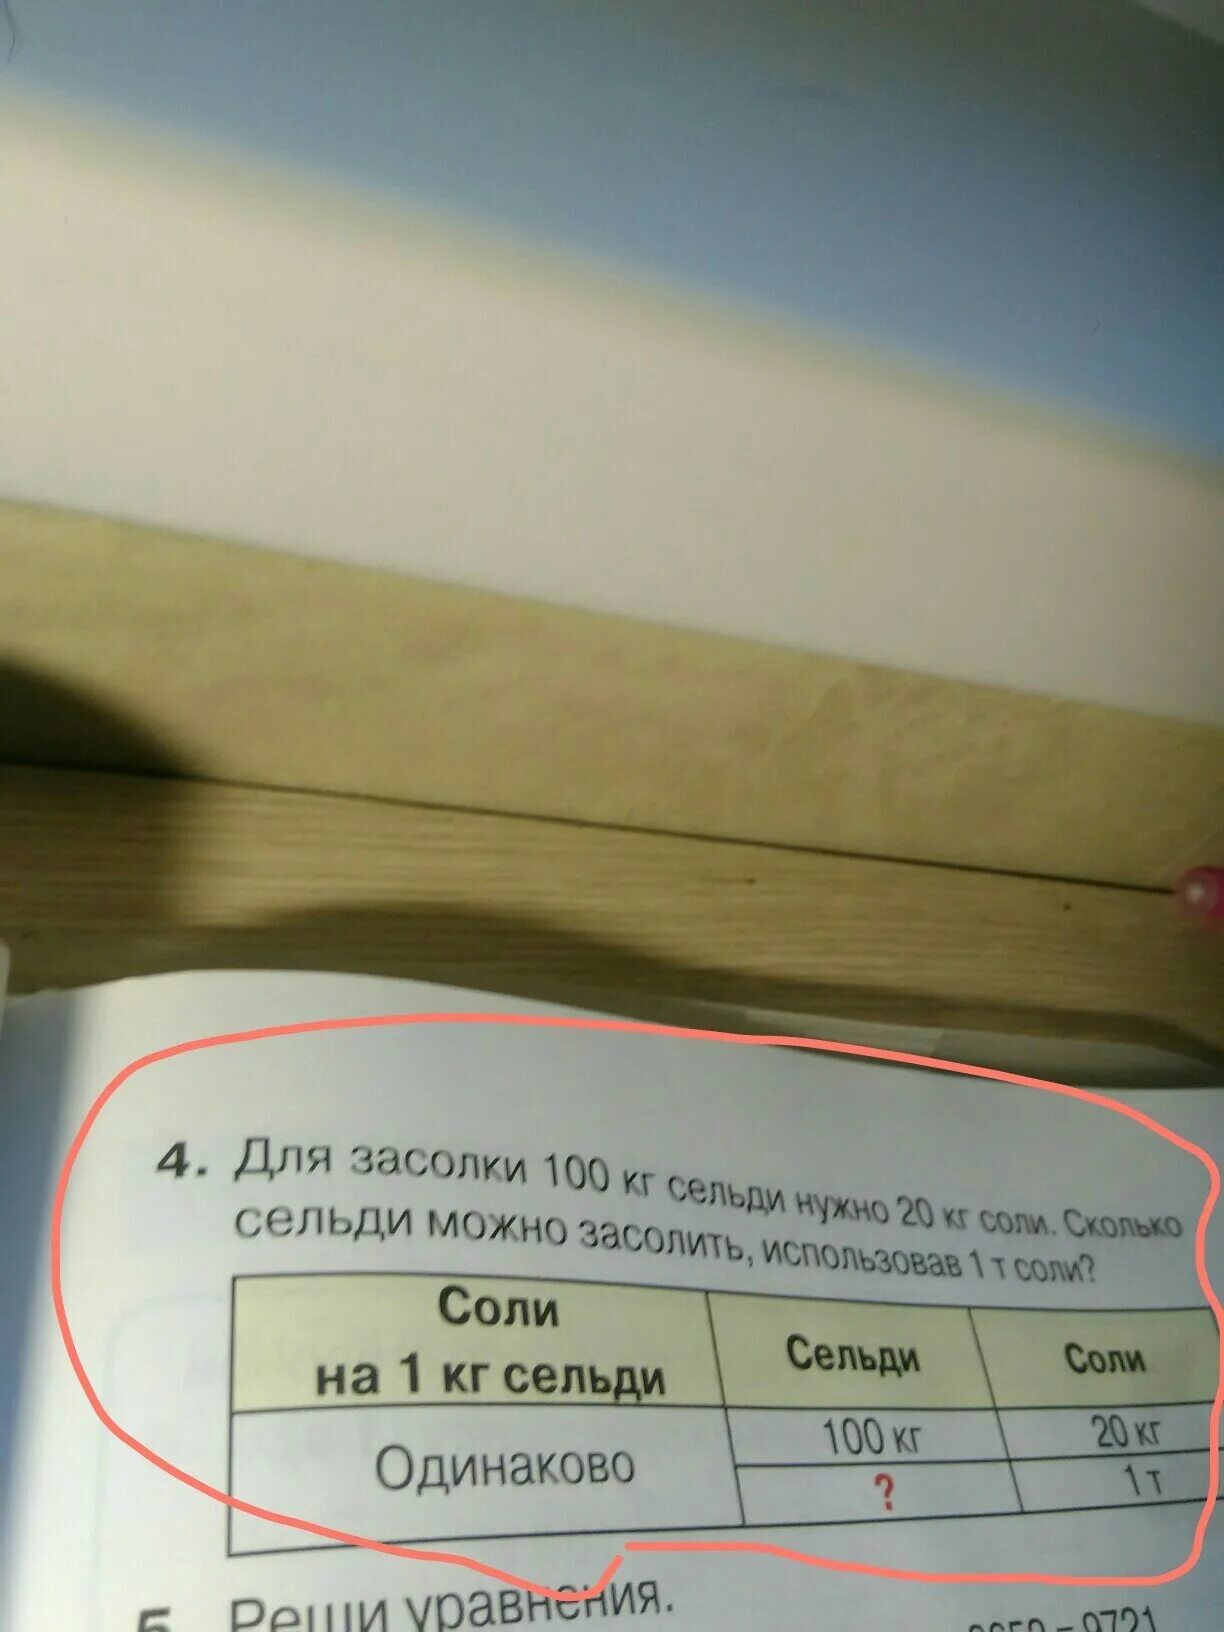 4. Для засолки 100 кг сельди нужно 20 кг соли. Сколько
сельди можно засолить, использовав 1 т соли?
Соли
на 1 кг сельди
Сельди
Соли
Одинаково
100 кг
20 кг
?
1 т
5. Реши уравнения.